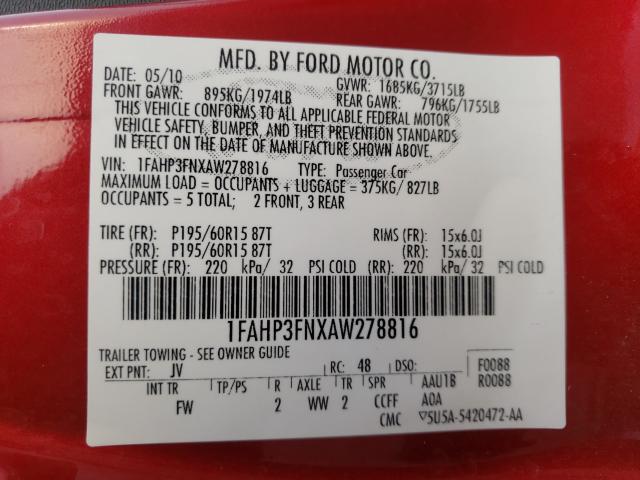 MFD. BY FORD MOTOR CO.
DATE: 05/10 GVWR: 1685KG/3715LB
FRONT GAWR: 895KG/1974LB REAR GAWR: 796KG/1755LB
THIS VEHICLE CONFORMS TO ALL APPLICABLE FEDERAL MOTOR
VEHICLE SAFETY, BUMPER, AND THEFT PREVENTION STANDARDS
IN EFFECT ON THE DATE OF MANUFACTURE SHOWN ABOVE.
VIN: 1FAHP3FNXAW278816 TYPE: Passenger Car
MAXIMUM LOAD = OCCUPANTS + LUGGAGE = 375KG/ 827LB
OCCUPANTS = 5 TOTAL; 2 FRONT, 3 REAR
TIRE (FR): P195/60R15 87T RIMS (FR): 15x6.0J
(RR): P195/60R15 87T (RR): 15x6.0J
PRESSURE (FR): 220 kPa/ 32 PSI COLD (RR): 220 kPa/ 32 PSI COLD
1FAHP3FNXAW278816
TRAILER TOWING - SEE OWNER GUIDE
EXT PNT: JV RC: 48 DSO: F0088
INT TR TP/PS R AXLE TR SPR AAU1B R0088
FW 2 WW 2 CCFF AOA
CMC ▽5U5A-5420472-AA